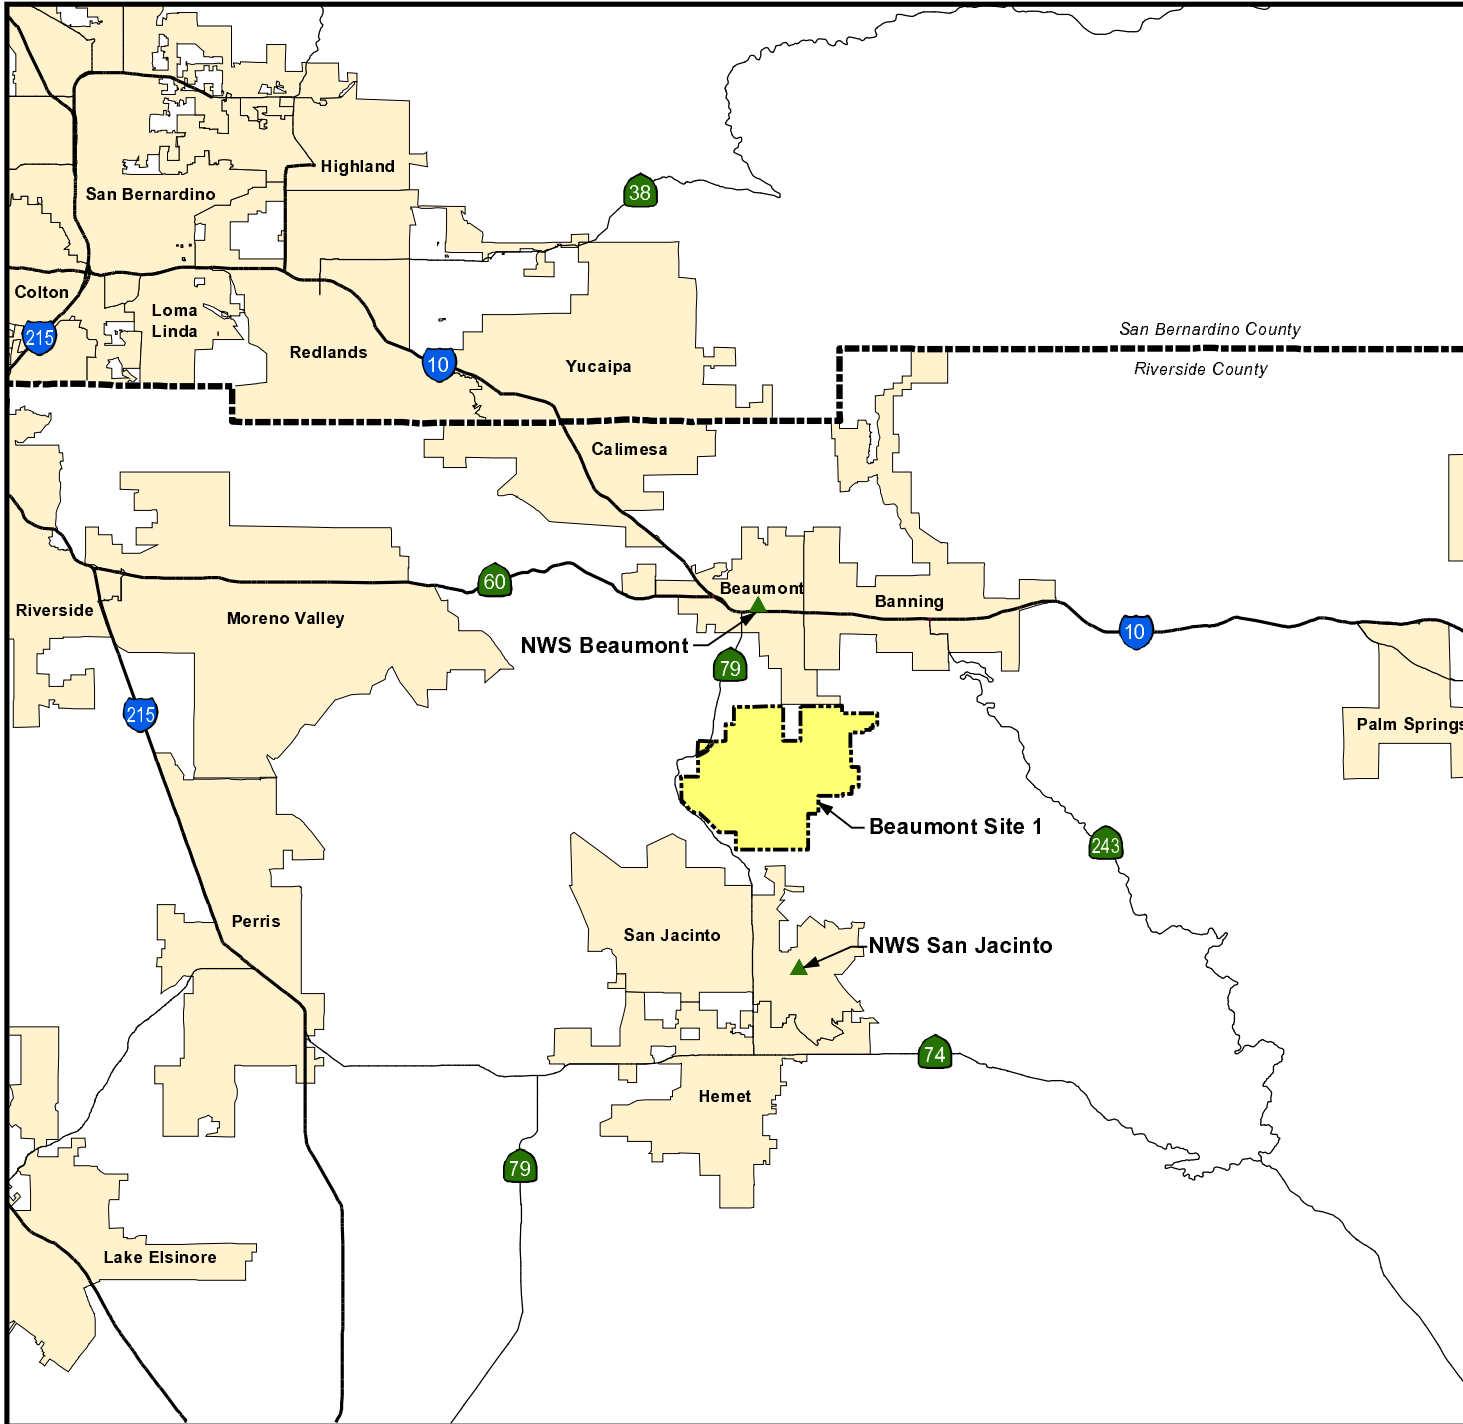 Highland
San Bernardino
38
Colton
Loma
Linda
215
Redlands
10
Yucaipa
San Bernardino County
Riverside County
Calimesa
60
Beaumont
Banning
Riverside
Moreno Valley
NWS Beaumont
10
79
215
Palm Springs
Beaumont Site 1
243
Perris
San Jacinto
NWS San Jacinto
74
Hemet
79
Lake Elsinore